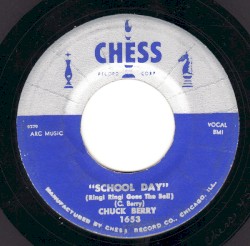 CHESS
RECORD CORP
ARC MUSIC
VOCAL
BMI
"SCHOOL DAY"
(Ring! Ring! Goes The Bell)
(C. Berry)
CHUCK BERRY
1653
MANUFACTURED BY CHESS RECORD CO., CHICAGO, ILL.